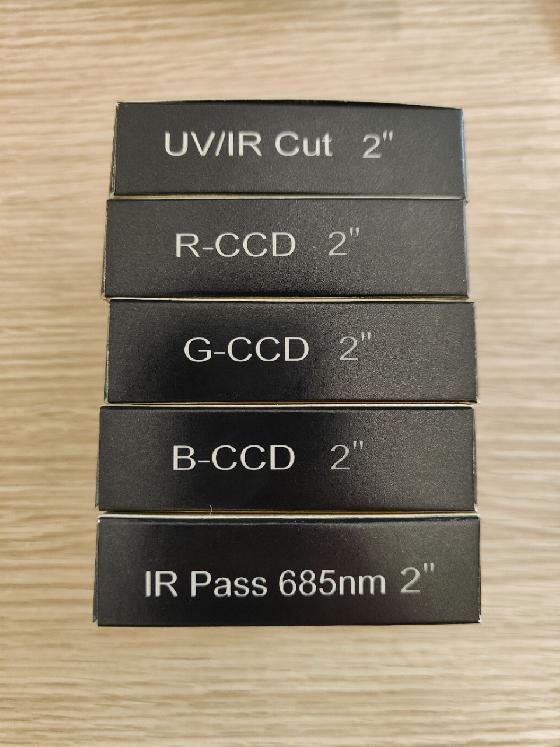 UV/IR Cut 2"
R-CCD 2"
G-CCD 2"
B-CCD 2"
IR Pass 685nm 2"